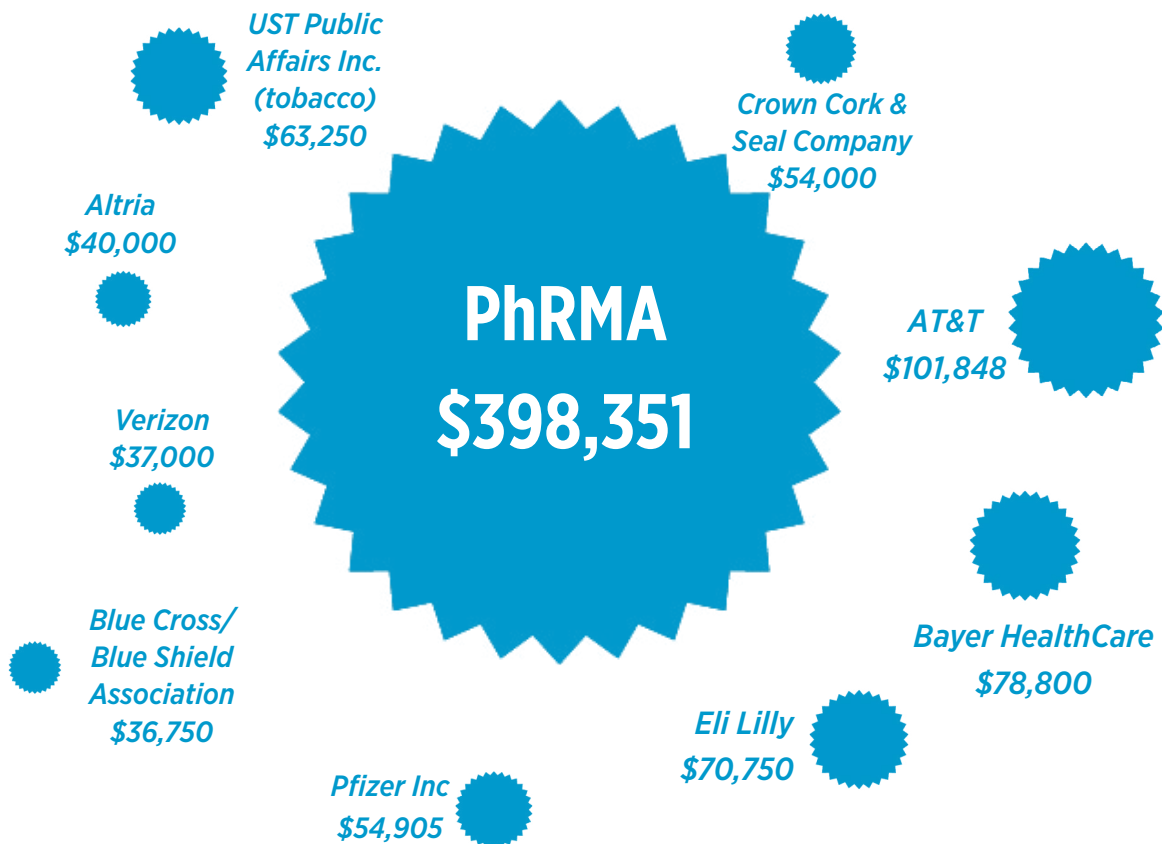 UST Public
Affairs Inc.
(tobacco)
$63,250
Crown Cork &
Seal Company
$54,000
Altria
$40,000
PhRMA
$398,351
AT&T
$101,848
Verizon
$37,000
Blue Cross/
Blue Shield
Association
$36,750
Bayer HealthCare
$78,800
Eli Lilly
$70,750
Pfizer Inc
$54,905